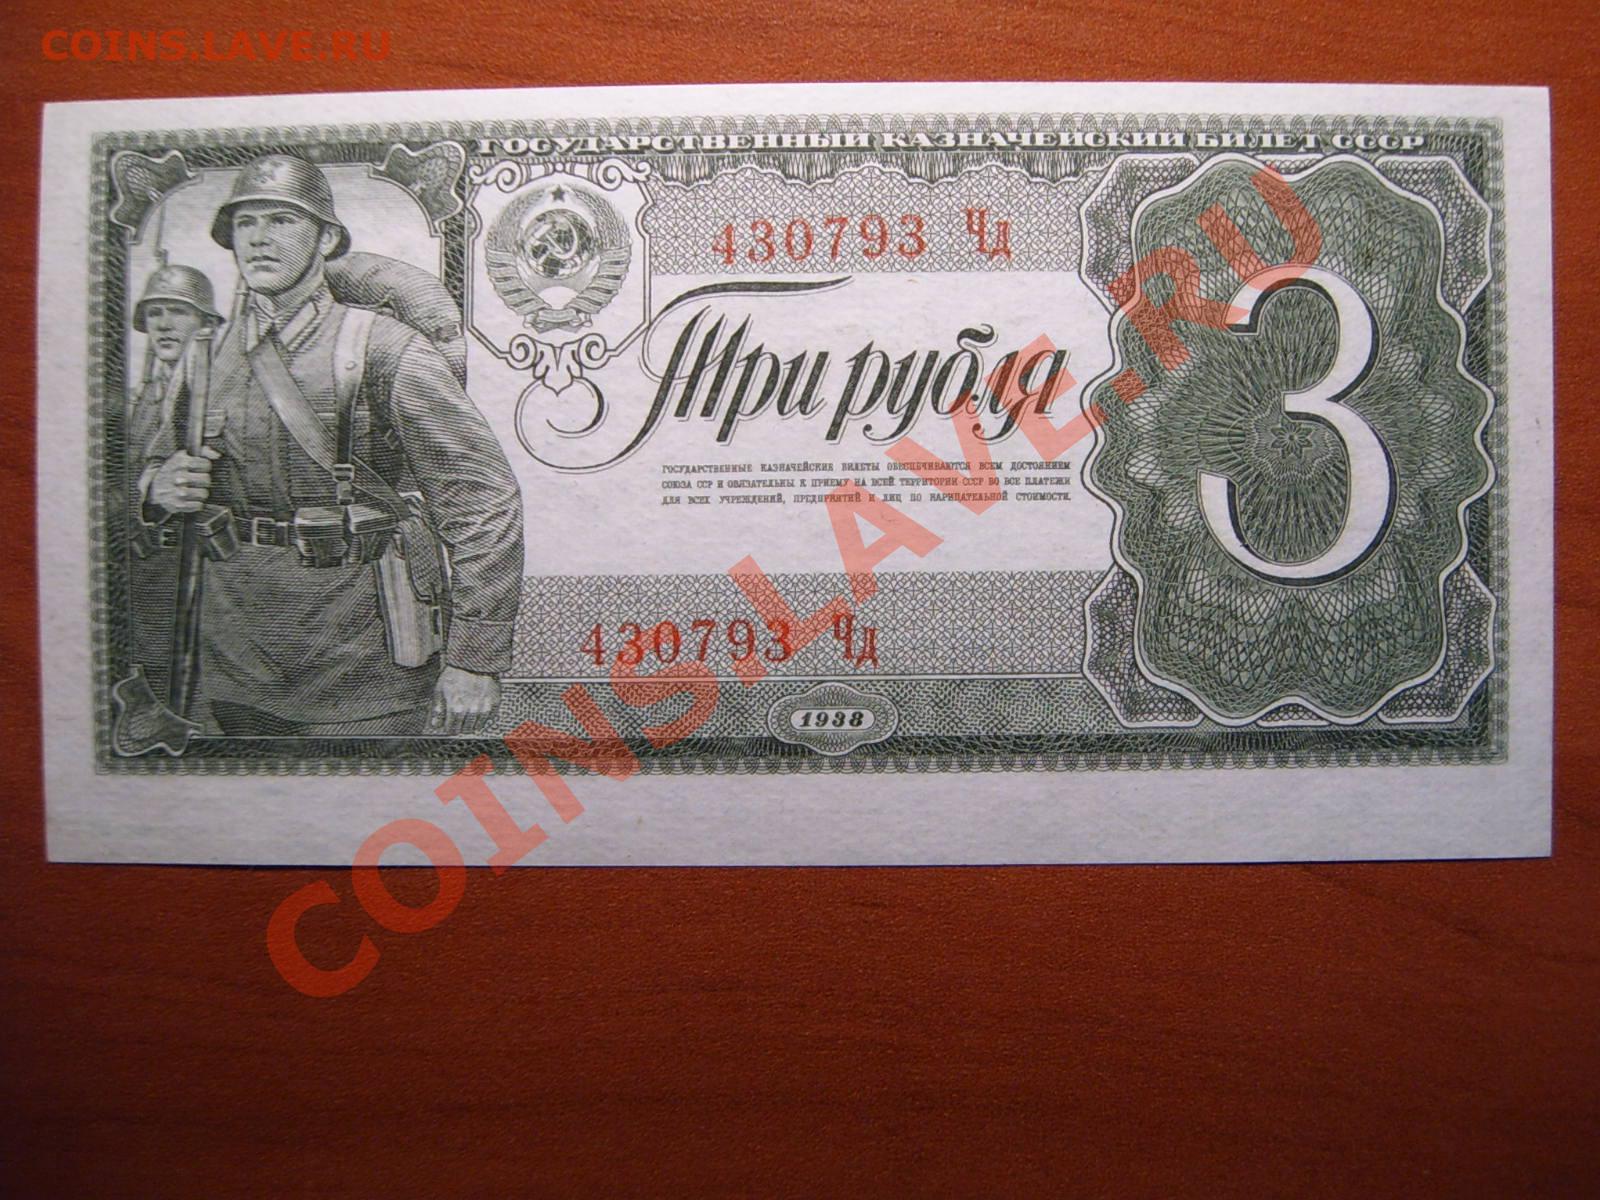 COINS.LAVE.RU
ГОСУДАРСТВЕННЫЙ КАЗНАЧЕЙСКИЙ БИЛЕТ СССР
430793 Чд
Три рубля
3
ГОСУДАРСТВЕННЫЕ КАЗНАЧЕЙСКИЕ БИЛЕТЫ ОБЕСПЕЧИВАЮТСЯ ВСЕМ ДОСТОЯНИЕМ
СОЮЗА ССР И ОБЯЗАТЕЛЬНЫ К ПРИЕМУ НА ВСЕЙ ТЕРРИТОРИИ СССР ВО ВСЕ ПЛАТЕЖИ
ДЛЯ ВСЕХ УЧРЕЖДЕНИЙ, ПРЕДПРИЯТИЙ И ЛИЦ ПО НАРИЦАТЕЛЬНОЙ СТОИМОСТИ.
430793 Чд
1938
COINS.LAVE.RU